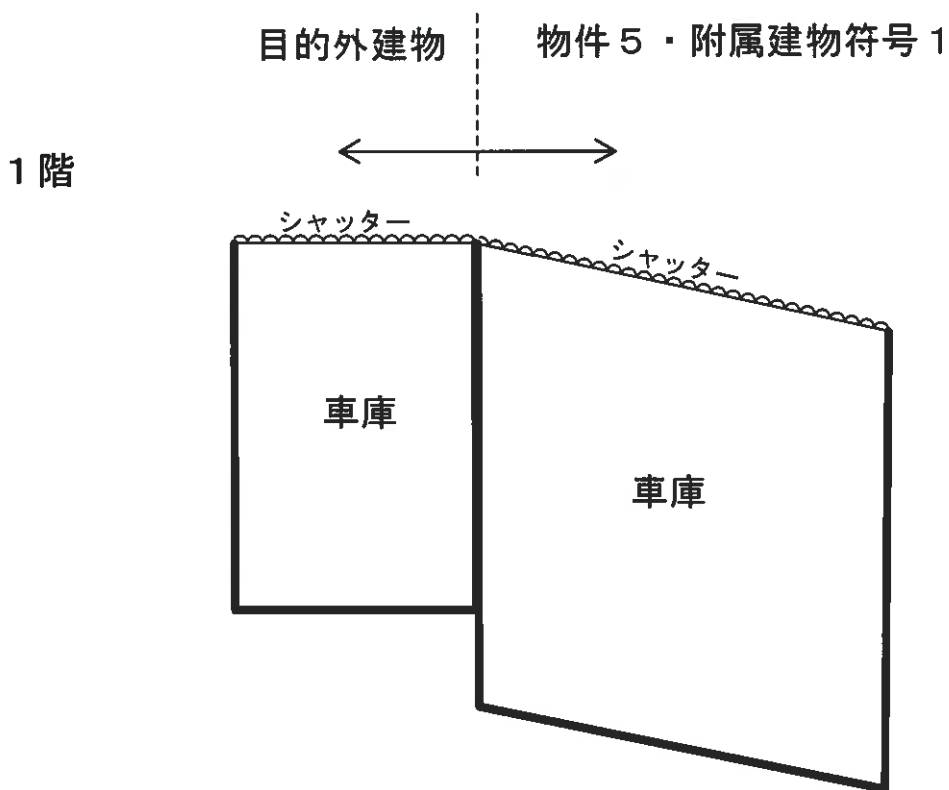 目的外建物
物件５・附属建物符号１
１階
シャッター
シャッター
車庫
車庫